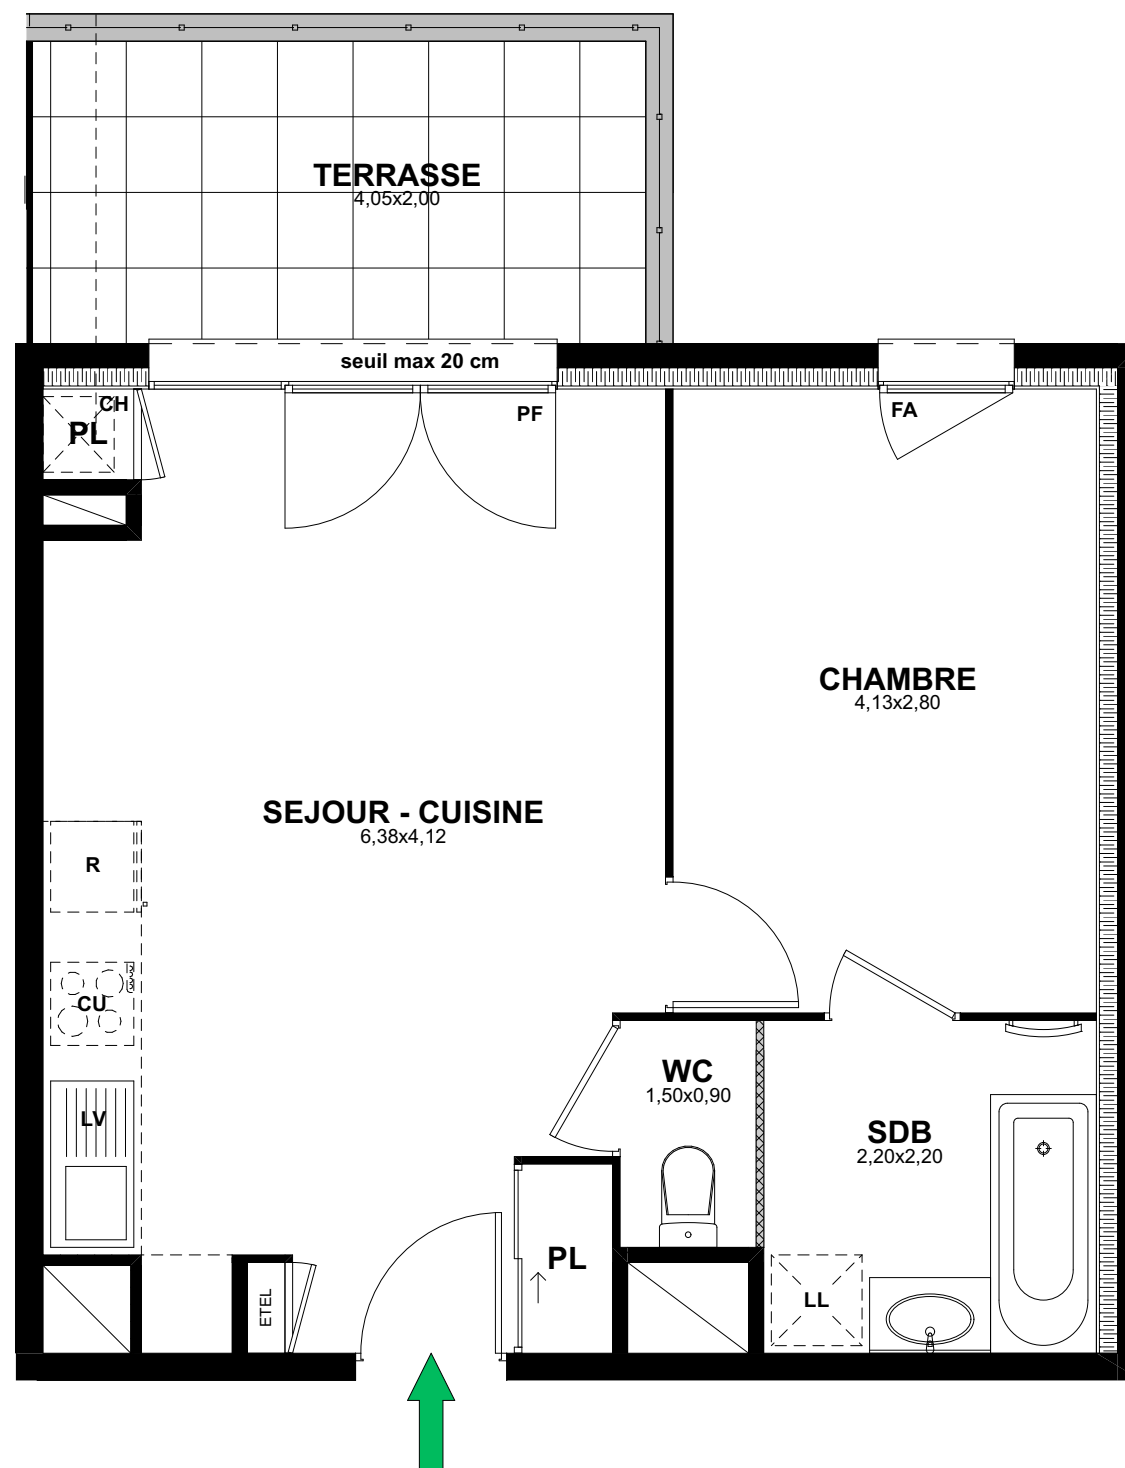 TERRASSE
4,05x2,00
seuil max 20 cm
CH
PL
PF
FA
CHAMBRE
4,13x2,80
SEJOUR - CUISINE
6,38x4,12
R
CU
LV
WC
1,50x0,90
SDB
2,20x2,20
PL
ETEL
LL